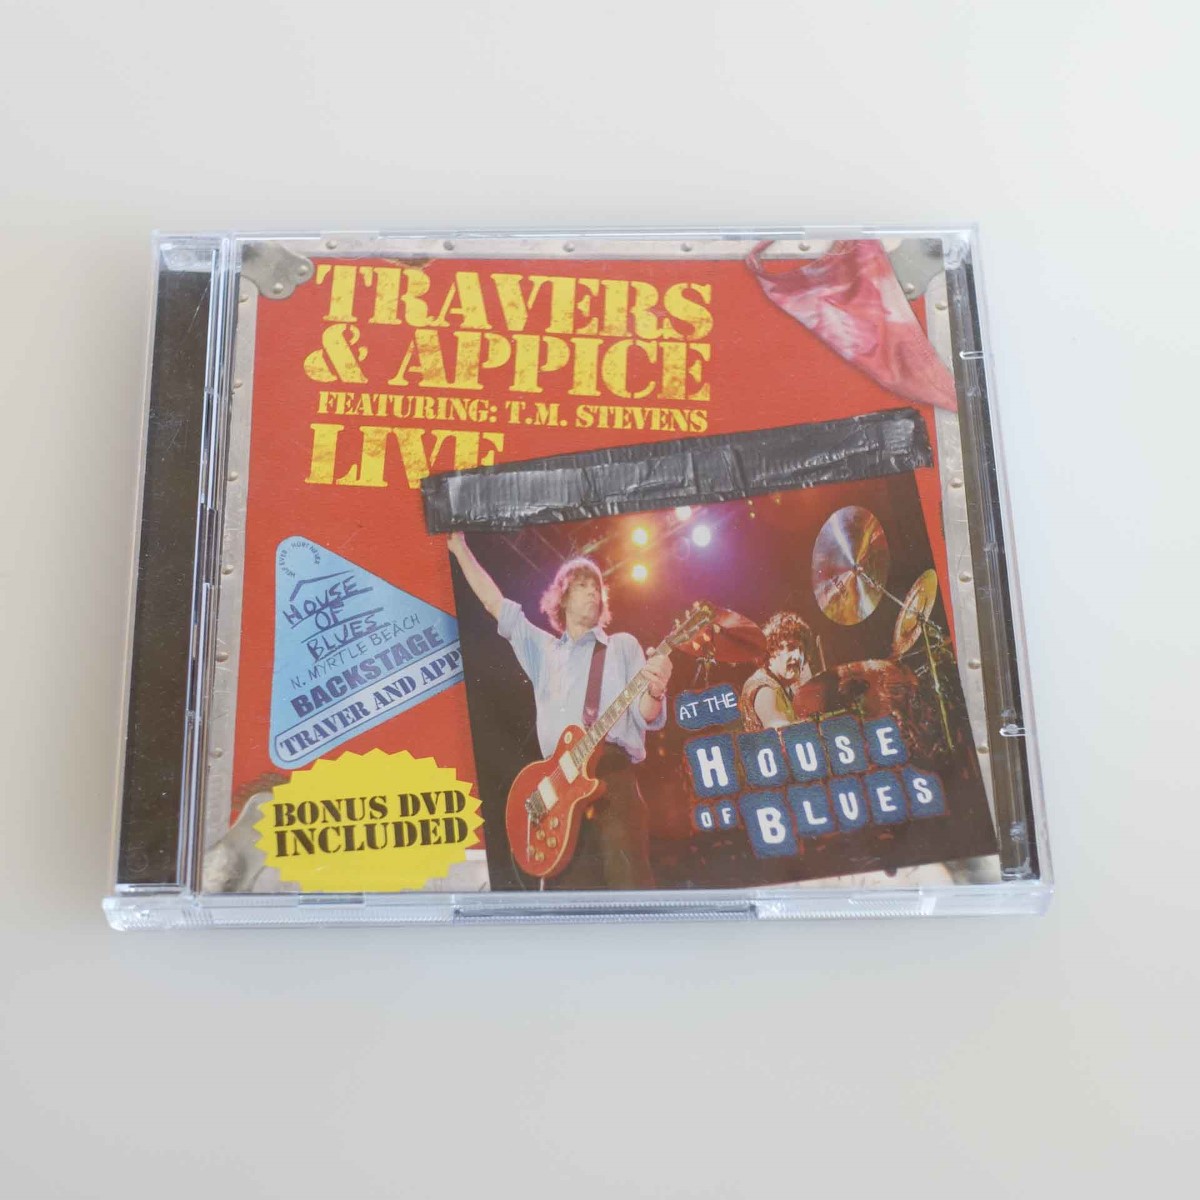 TRAVERS
& APPICE
FEATURING: T.M. STEVENS
LIVE
HOUSE
OF
BLUES
N. MYRTLE BEACH
BACKSTAGE
TRAVER AND APP
BONUS DVD
INCLUDED
AT THE
HOUSE
OF BLUES